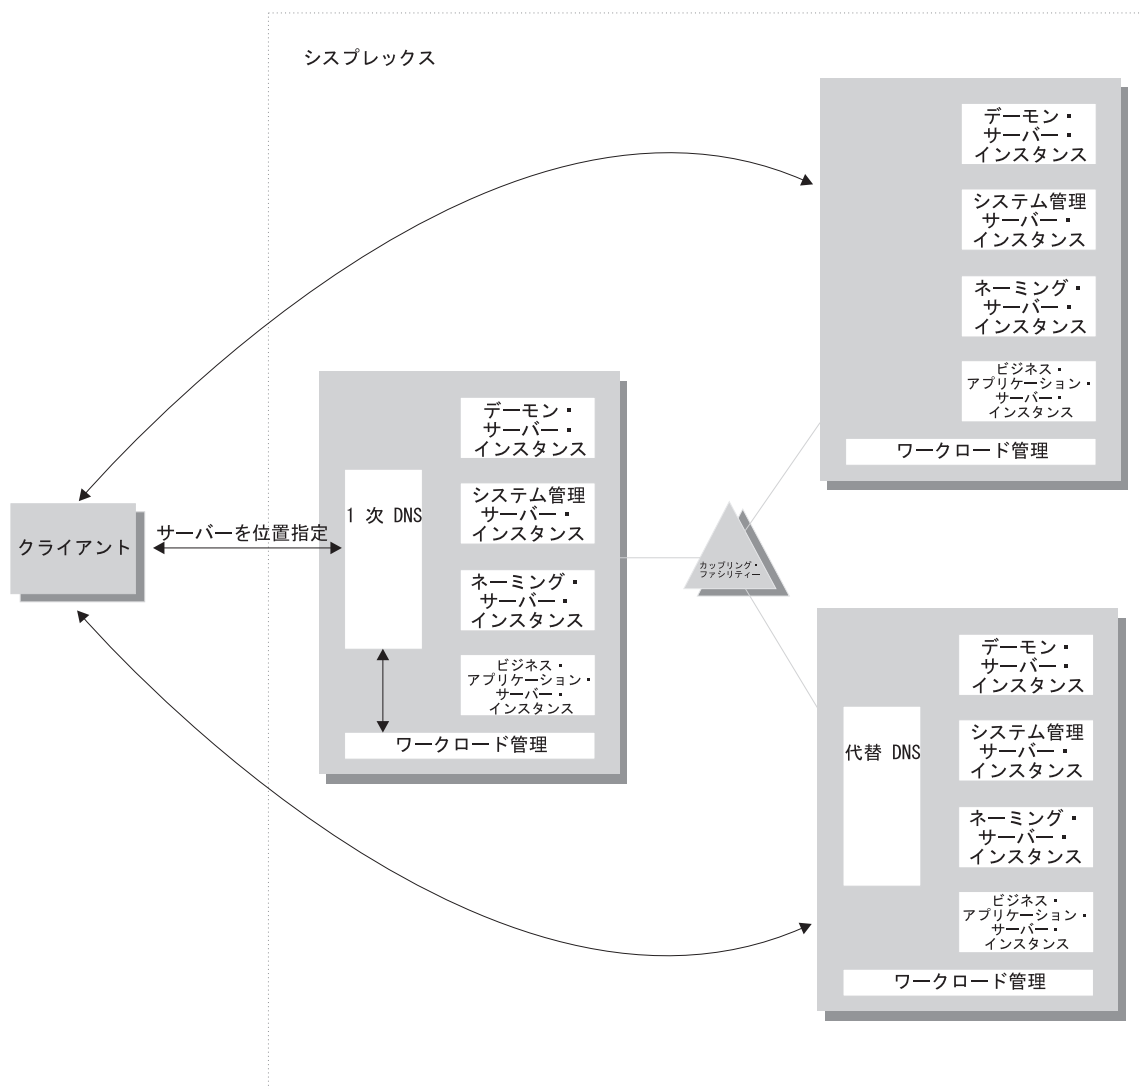 シスプレックス
デーモン・
サーバー・
インスタンス
システム管理
サーバー・
インスタンス
ネーミング・
サーバー・
インスタンス
ビジネス・
アプリケーション・
サーバー・
インスタンス
ワークロード管理
クライアント
サーバーを位置指定
1 次 DNS
デーモン・
サーバー・
インスタンス
システム管理
サーバー・
インスタンス
ネーミング・
サーバー・
インスタンス
ビジネス・
アプリケーション・
サーバー・
インスタンス
ワークロード管理
カップリング・
ファシリティー
代替 DNS
デーモン・
サーバー・
インスタンス
システム管理
サーバー・
インスタンス
ネーミング・
サーバー・
インスタンス
ビジネス・
アプリケーション・
サーバー・
インスタンス
ワークロード管理